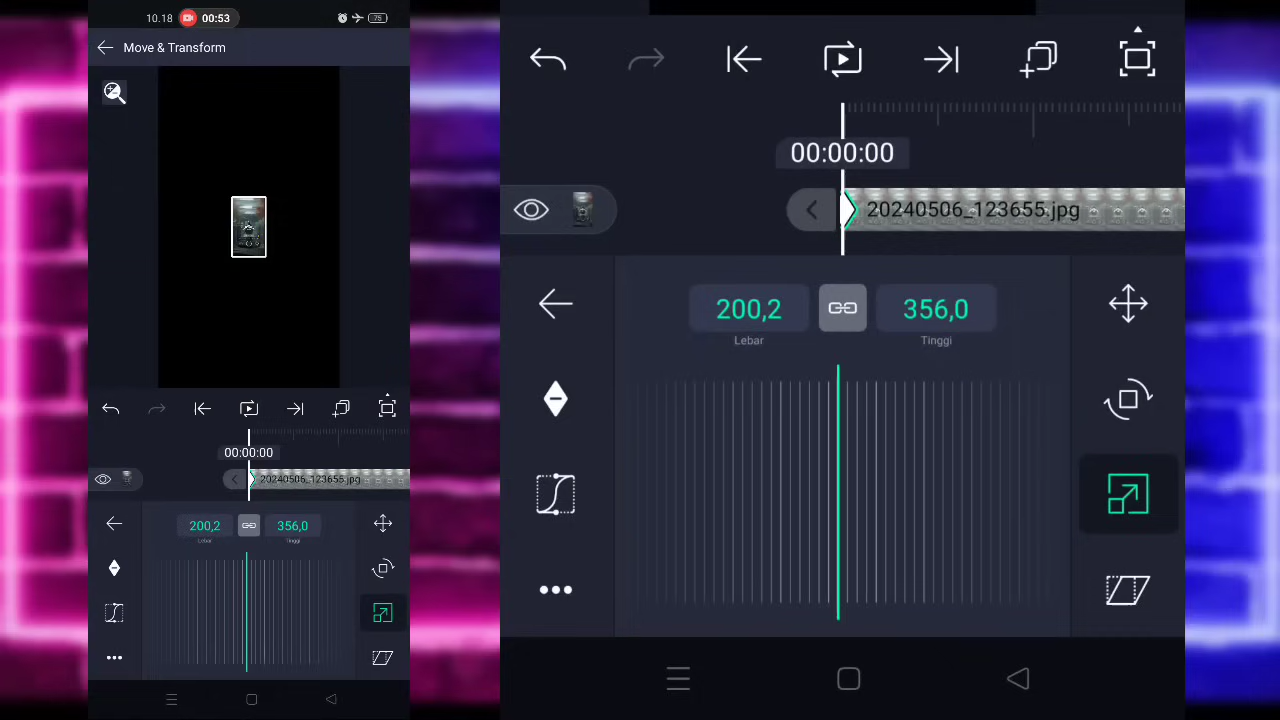 10.18
00:53
75
Move & Transform
00:00:00
20240506_123655.jpg
200,2
356,0
Lebar
Tinggi
00:00:00
20240506_123655.jpg
200,2
356,0
Lebar
Tinggi